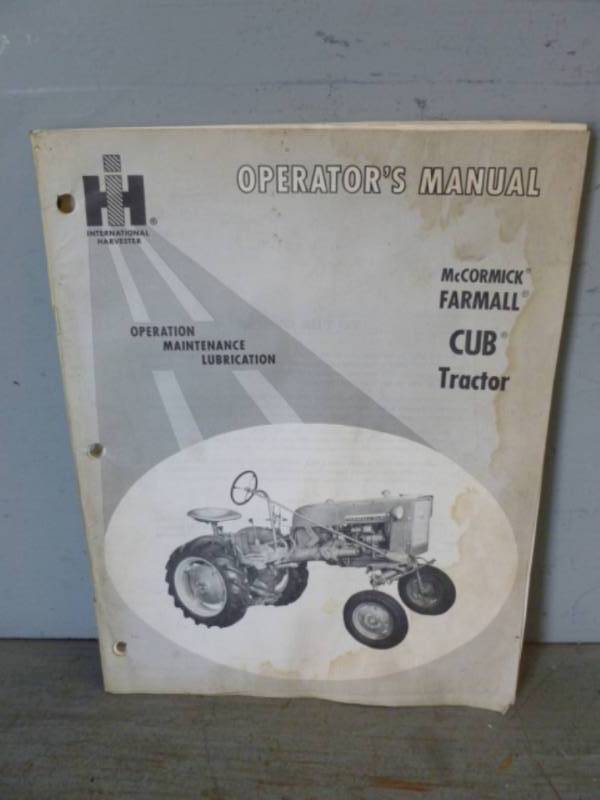 OPERATOR'S MANUAL
IH®
INTERNATIONAL
HARVESTER
McCORMICK®
FARMALL®
CUB®
Tractor
OPERATION
MAINTENANCE
LUBRICATION